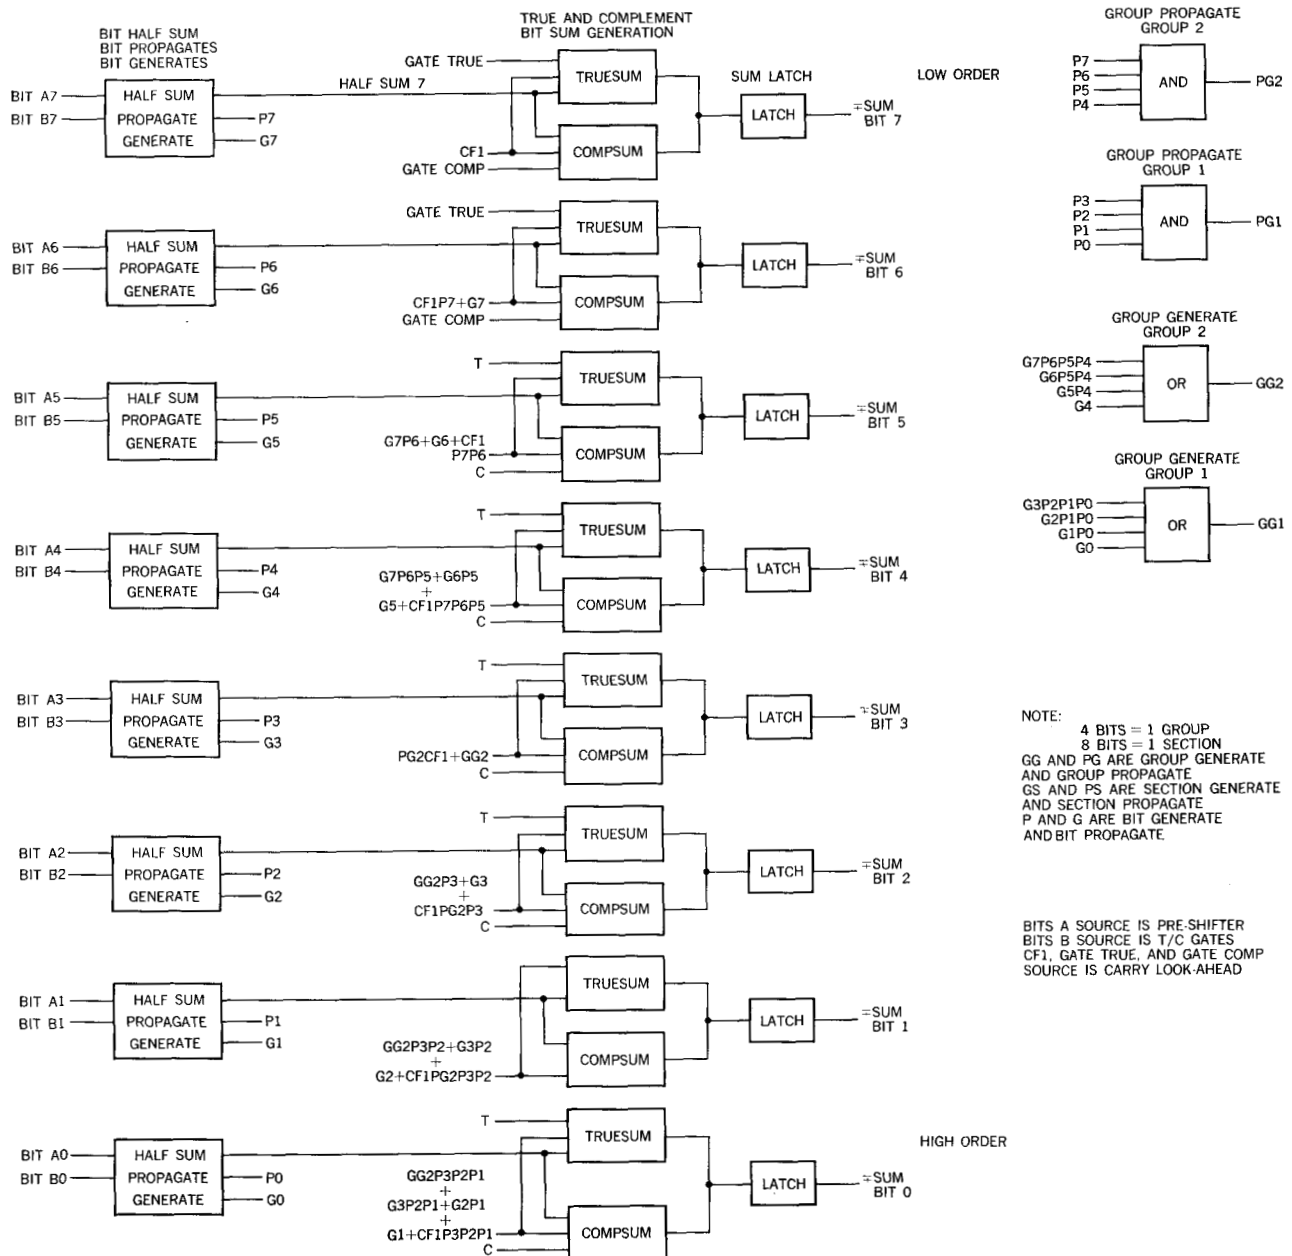 BIT HALF SUM
BIT PROPAGATES
BIT GENERATES
TRUE AND COMPLEMENT
BIT SUM GENERATION
GATE TRUE
BIT A7
BIT B7
HALF SUM
PROPAGATE
GENERATE
P7
G7
HALF SUM 7
CF1
GATE COMP
TRUESUM
COMPSUM
SUM LATCH
LATCH
∓SUM
BIT 7
LOW ORDER
BIT A6
BIT B6
HALF SUM
PROPAGATE
GENERATE
P6
G6
GATE TRUE
CF1P7+G7
GATE COMP
TRUESUM
COMPSUM
LATCH
∓SUM
BIT 6
BIT A5
BIT B5
HALF SUM
PROPAGATE
GENERATE
P5
G5
T
G7P6+G6+CF1
P7P6
C
TRUESUM
COMPSUM
LATCH
∓SUM
BIT 5
BIT A4
BIT B4
HALF SUM
PROPAGATE
GENERATE
P4
G4
T
G7P6P5+G6P5
+
G5+CF1P7P6P5
C
TRUESUM
COMPSUM
LATCH
∓SUM
BIT 4
BIT A3
BIT B3
HALF SUM
PROPAGATE
GENERATE
P3
G3
T
PG2CF1+GG2
C
TRUESUM
COMPSUM
LATCH
∓SUM
BIT 3
BIT A2
BIT B2
HALF SUM
PROPAGATE
GENERATE
P2
G2
T
GG2P3+G3
+
CF1PG2P3
C
TRUESUM
COMPSUM
LATCH
∓SUM
BIT 2
BIT A1
BIT B1
HALF SUM
PROPAGATE
GENERATE
P1
G1
GG2P3P2+G3P2
+
G2+CF1PG2P3P2
TRUESUM
COMPSUM
LATCH
∓SUM
BIT 1
BIT A0
BIT B0
HALF SUM
PROPAGATE
GENERATE
P0
G0
T
GG2P3P2P1
+
G3P2P1+G2P1
+
G1+CF1P3P2P1
C
TRUESUM
COMPSUM
LATCH
∓SUM
BIT 0
HIGH ORDER
GROUP PROPAGATE
GROUP 2
P7
P6
P5
P4
AND
PG2
GROUP PROPAGATE
GROUP 1
P3
P2
P1
P0
AND
PG1
GROUP GENERATE
GROUP 2
G7P6P5P4
G6P5P4
G5P4
G4
OR
GG2
GROUP GENERATE
GROUP 1
G3P2P1P0
G2P1P0
G1P0
G0
OR
GG1
NOTE:
4 BITS = 1 GROUP
8 BITS = 1 SECTION
GG AND PG ARE GROUP GENERATE
AND GROUP PROPAGATE
GS AND PS ARE SECTION GENERATE
AND SECTION PROPAGATE
P AND G ARE BIT GENERATE
AND BIT PROPAGATE
BITS A SOURCE IS PRE-SHIFTER
BITS B SOURCE IS T/C GATES
CF1, GATE TRUE, AND GATE COMP
SOURCE IS CARRY LOOK-AHEAD